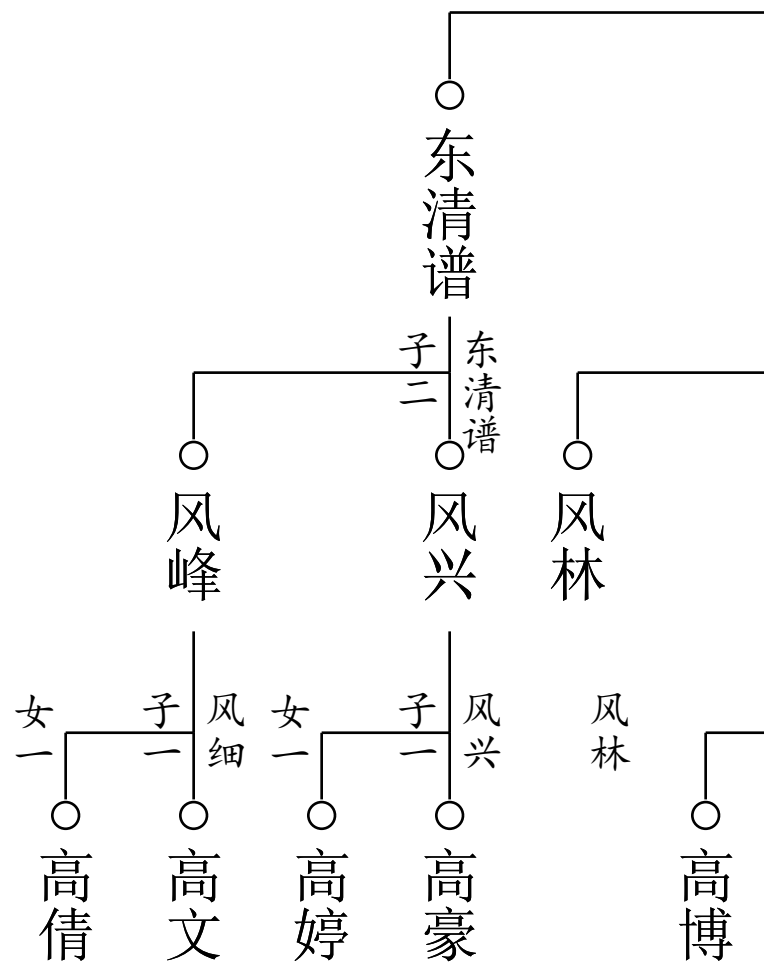 东清谱
子二
东清谱
风峰
风兴
风林
女一
子一
风细
女一
子一
风兴
风林
高倩
高文
高婷
高豪
高博